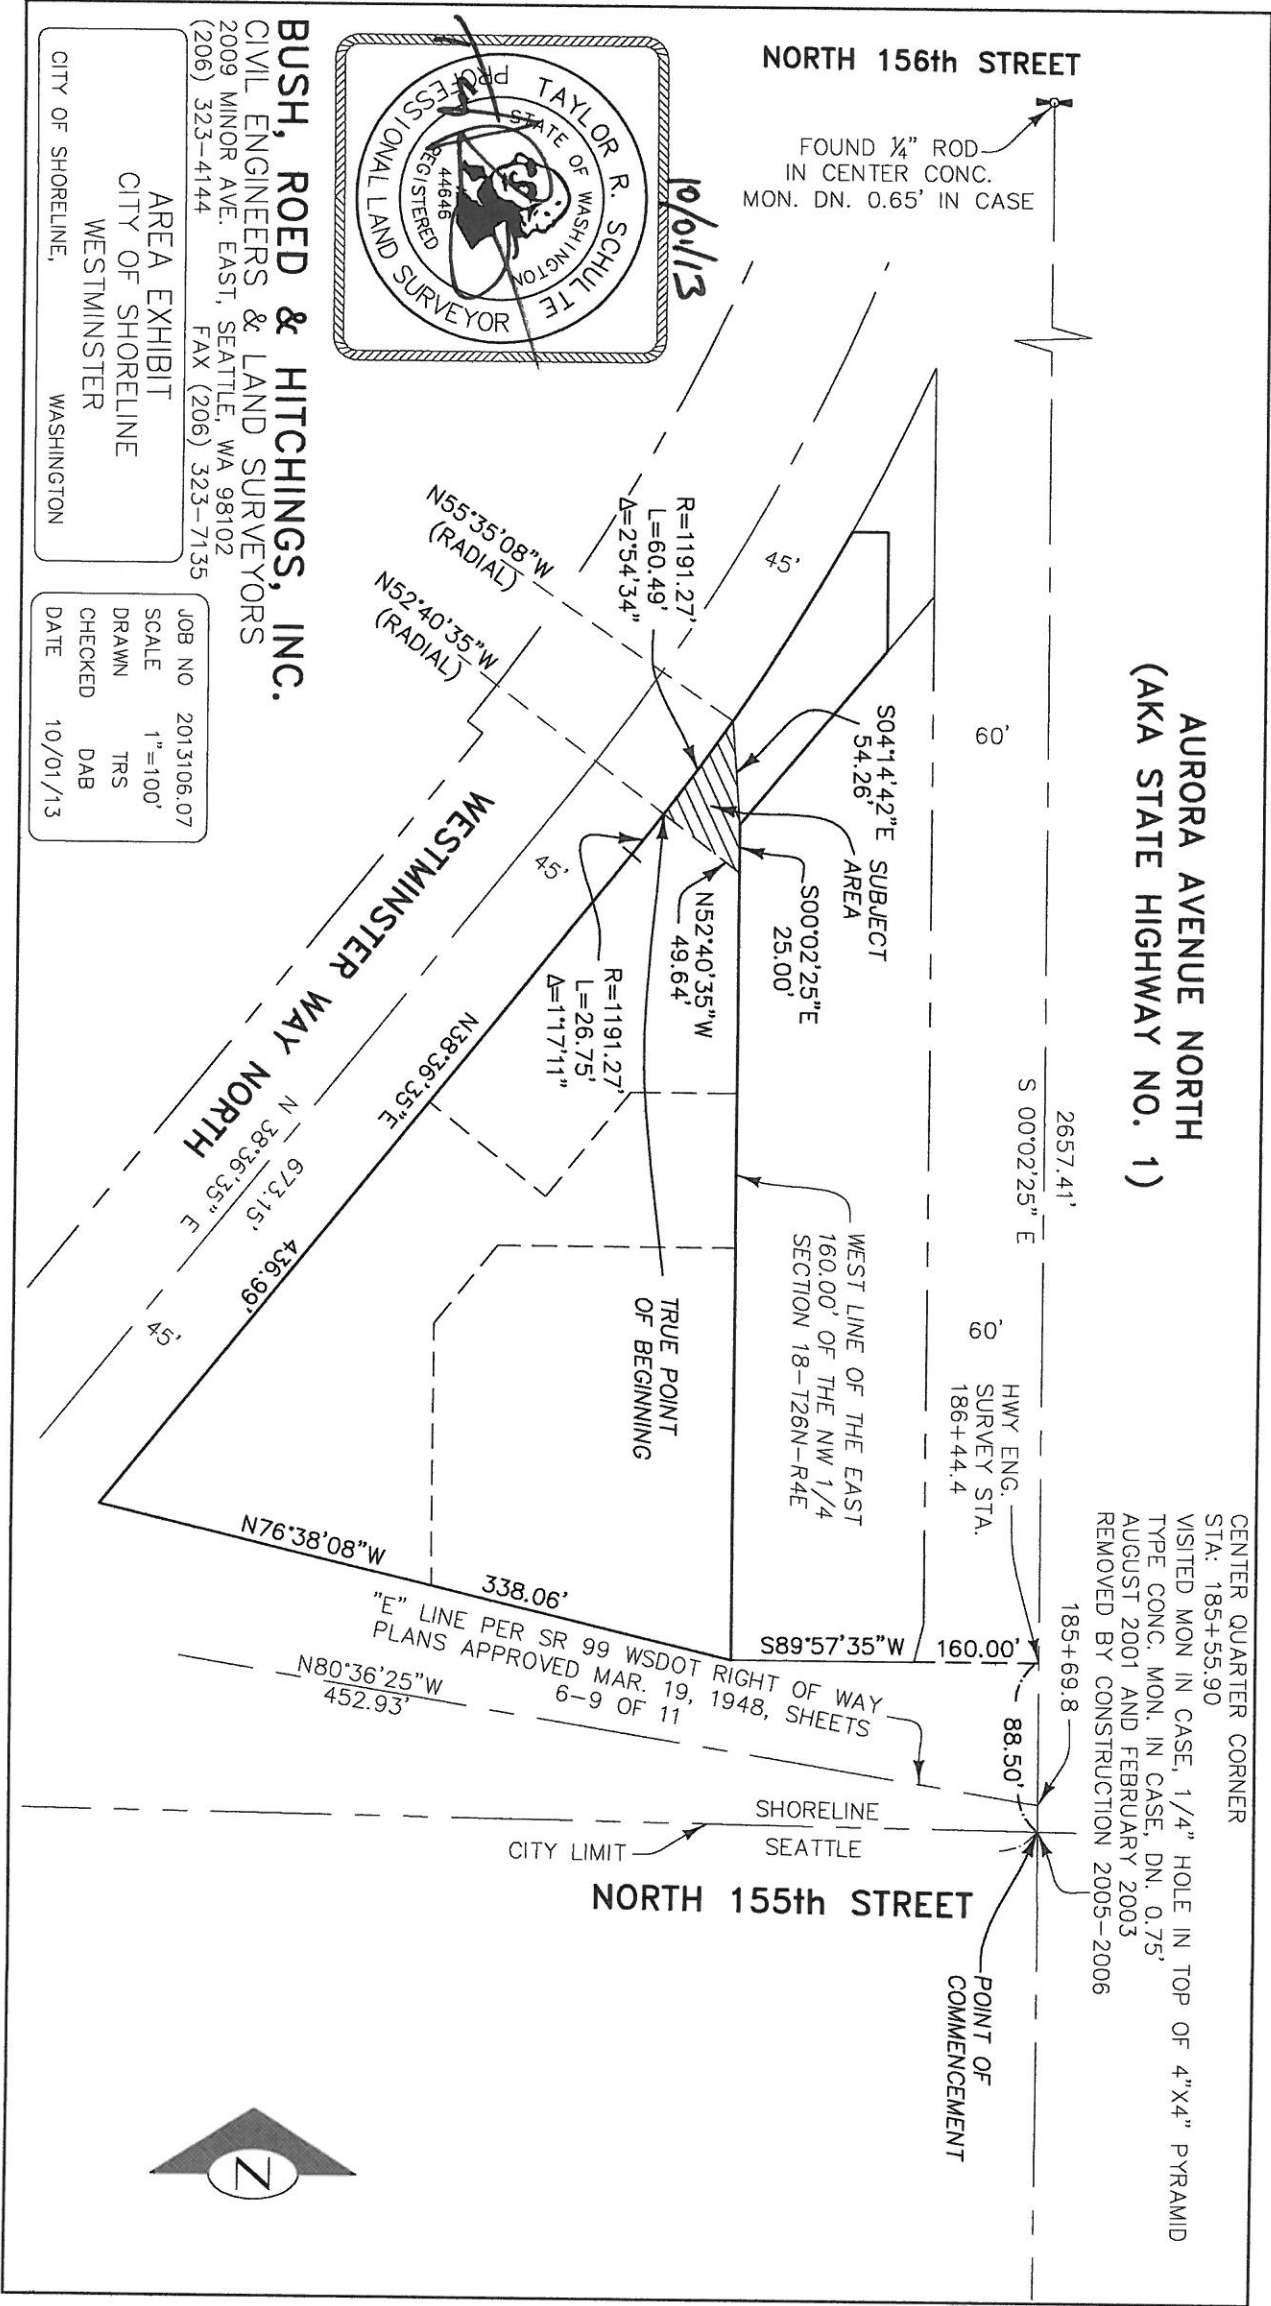 AURORA AVENUE NORTH
(AKA STATE HIGHWAY NO. 1)
NORTH 156th STREET
FOUND ¼" ROD
IN CENTER CONC.
MON. DN. 0.65' IN CASE
2657.41'
S 00°02'25" E
60'
60'
CENTER QUARTER CORNER
STA: 185+55.90
VISITED MON IN CASE, 1/4" HOLE IN TOP OF 4"X4" PYRAMID
TYPE CONC. MON. IN CASE, DN. 0.75'
AUGUST 2001 AND FEBRUARY 2003
REMOVED BY CONSTRUCTION 2005-2006
185+69.8
HWY ENG.
SURVEY STA.
186+44.4
88.50'
S89°57'35"W 160.00'
POINT OF
COMMENCEMENT
NORTH 155th STREET
SHORELINE
SEATTLE
CITY LIMIT
"E" LINE PER SR 99 WSDOT RIGHT OF WAY
PLANS APPROVED MAR. 19, 1948, SHEETS
6-9 OF 11
N80°36'25"W
452.93'
N76°38'08"W
338.06'
WEST LINE OF THE EAST
160.00' OF THE NW 1/4
SECTION 18-T26N-R4E
TRUE POINT
OF BEGINNING
S04°14'42"E
54.26'
SUBJECT
AREA
S00°02'25"E
25.00'
N52°40'35"W
49.64'
R=1191.27'
L=26.75'
Δ=1°17'11"
R=1191.27'
L=60.49'
Δ=2°54'34"
N55°35'08"W
(RADIAL)
N52°40'35"W
(RADIAL)
45'
45'
45'
N38°36'35"E
436.99'
673.15'
N 38°36'35" E
WESTMINSTER WAY NORTH
10/01/13
TAYLOR R. SCHULTE
STATE OF WASHINGTON
44646
REGISTERED
PROFESSIONAL LAND SURVEYOR
BUSH, ROED & HITCHINGS, INC.
CIVIL ENGINEERS & LAND SURVEYORS
2009 MINOR AVE. EAST, SEATTLE, WA 98102
(206) 323-4144 FAX (206) 323-7135
AREA EXHIBIT
CITY OF SHORELINE
WESTMINSTER
CITY OF SHORELINE, WASHINGTON
JOB NO 2013106.07
SCALE 1"=100'
DRAWN TRS
CHECKED DAB
DATE 10/01/13
N